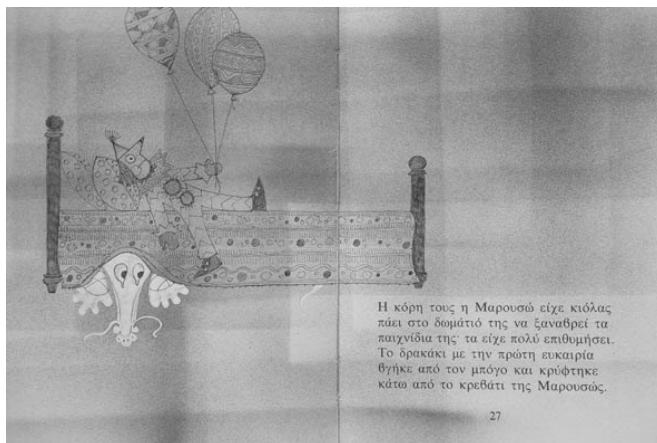 Η κόρη τους η Μαρουσώ είχε κιόλας
πάει στο δωμάτιό της να ξαναβρεί τα
παιχνίδια της· τα είχε πολύ επιθυμήσει.
Το δρακάκι με την πρώτη ευκαιρία
βγήκε από τον μπόγο και κρύφτηκε
κάτω από το κρεβάτι της Μαρουσώς.
27